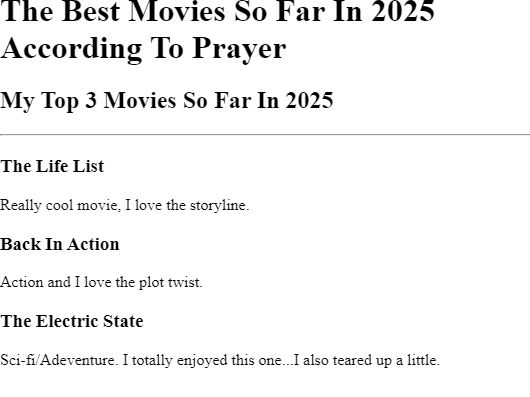 The Best Movies So Far In 2025
According To Prayer
My Top 3 Movies So Far In 2025
The Life List
Really cool movie, I love the storyline.
Back In Action
Action and I love the plot twist.
The Electric State
Sci-fi/Adeventure. I totally enjoyed this one...I also teared up a little.